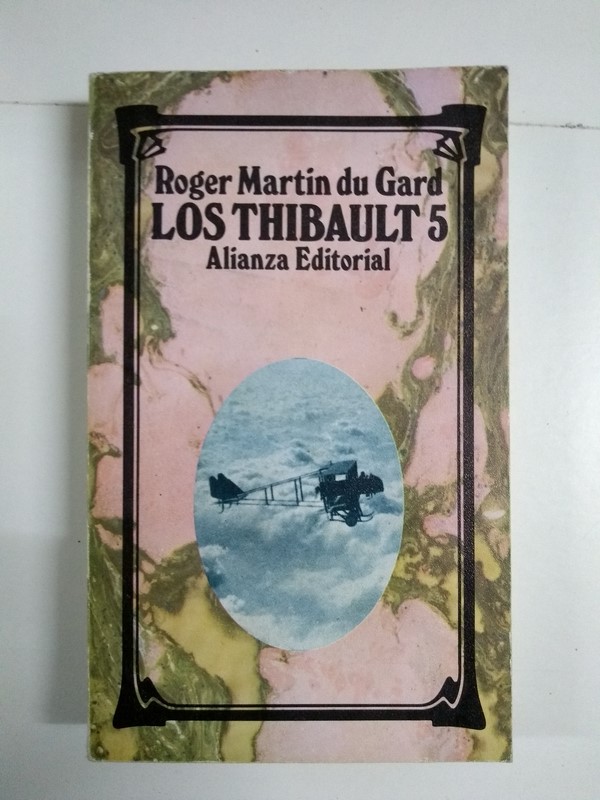 Roger Martin du Gard
LOS THIBAULT 5
Alianza Editorial